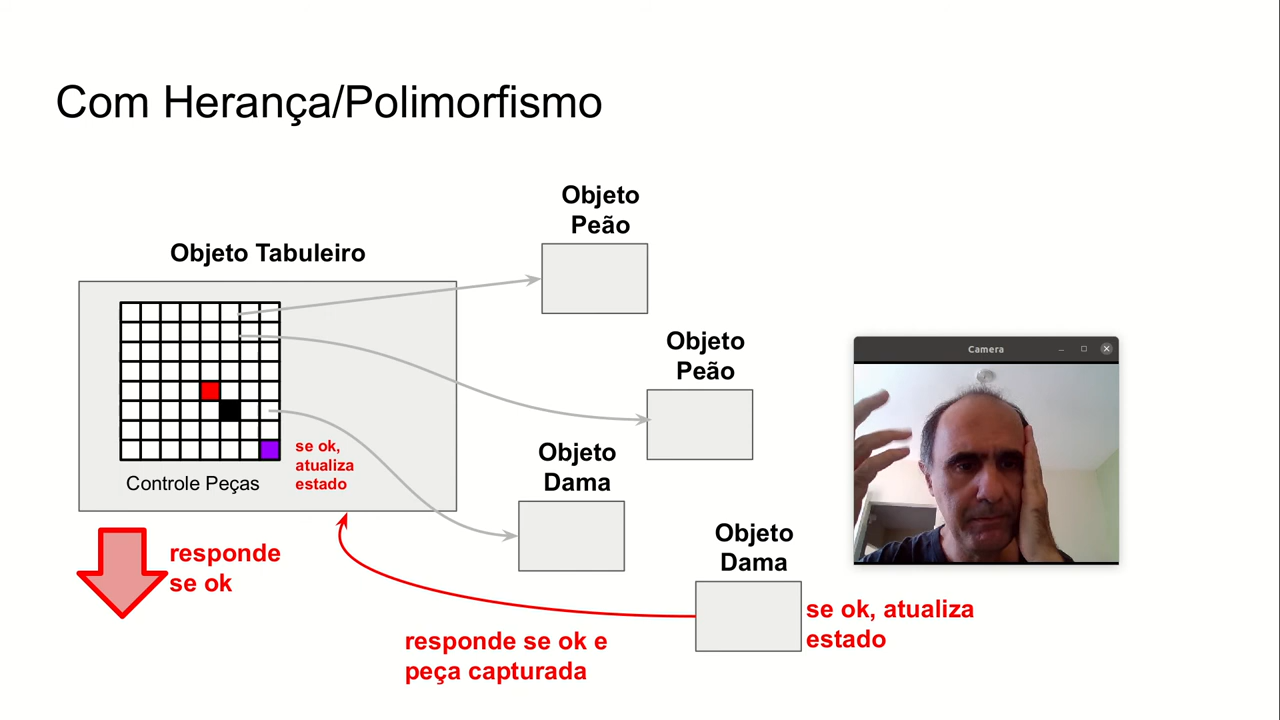 Com Herança/Polimorfismo
Objeto
Peão
Objeto Tabuleiro
Objeto
Peão
Camera
se ok,
atualiza
estado
Controle Peças
Objeto
Dama
Objeto
Dama
responde
se ok
se ok, atualiza
estado
responde se ok e
peça capturada